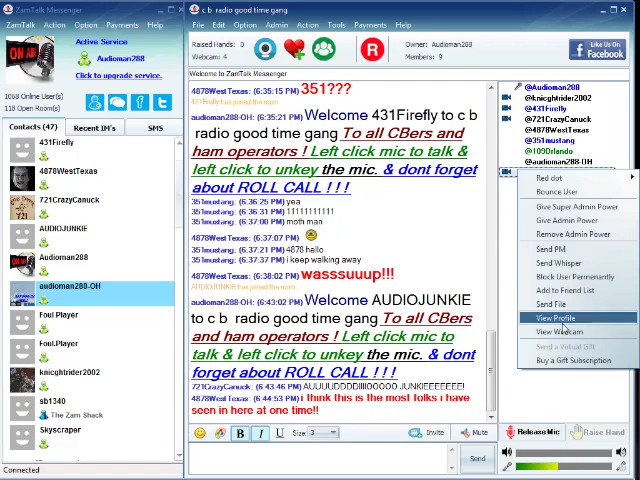 ZamTalk Messenger
ZamTalk Action Option Payments Help
Active Service
Audioman288
Click to upgrade service.
1068 Online User(s)
118 Open Room(s)
Contacts (47) Recent IM's SMS
431Firefly
4878WestTexas
721CrazyCanuck
AUDIOJUNKIE
Audioman288
audioman288-OH
Foul Player
Foul.Player
knicghtrider2002
sb1340
The Zam Shack
Skyscraper
Connected
c b radio good time gang
File Edit Option Admin Action Tools Payments Help
Raised Hands: 0
Webcam: 4
R
Owner: Audioman288
Members: 9
Like Us On
Facebook
Welcome to ZamTalk Messenger
4878WestTexas: (6:35:15 PM) 351???
431Firefly has joined the room
audioman288-OH: (6:35:21 PM) Welcome 431Firefly to c b
radio good time gang To all CBers and
ham operators ! Left click mic to talk &
left click to unkey the mic. & dont forget
about ROLL CALL ! ! !
351mustang: (6:36:25 PM) yea
351mustang: (6:36:31 PM) 1111111111
351mustang: (6:37:00 PM) moth man
4878WestTexas: (6:37:07 PM)
351mustang: (6:37:21 PM) 4878 hello
351mustang: (6:37:37 PM) i keep walking away
4878WestTexas: (6:38:02 PM) wasssuuup!!!
AUDIOJUNKIE has joined the room
audioman288-OH: (6:43:02 PM) Welcome AUDIOJUNKIE
to c b radio good time gang To all CBers
and ham operators ! Left click mic to
talk & left click to unkey the mic. & dont
forget about ROLL CALL ! ! !
721CrazyCanuck: (6:43:46 PM) AUUUUDDDDIIIIOOOOO JUNKIEEEEEEE!
4878WestTexas: (6:44:53 PM) i think this is the most folks i have
seen in here at one time!!
B I U Size 3 Invite Mute
Send
@Audioman288
@knightrider2002
@431Firefly
@721CrazyCanuck
@4878WestTexas
@351mustang
@109Orlando
@audioman288-OH
Red dot
Bounce User
Give Super Admin Power
Give Admin Power
Remove Admin Power
Send PM
Send Whisper
Block User Permanently
Add to Friend List
Send File
View Profile
View Webcam
Send a Virtual Gift
Buy a Gift Subscription
Release Mic Raise Hand